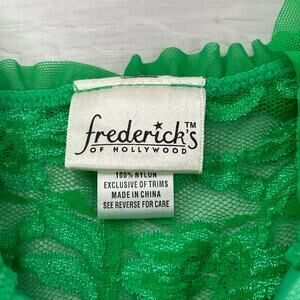 frederick's™
OF HOLLYWOOD
100% NYLON
EXCLUSIVE OF TRIMS
MADE IN CHINA
SEE REVERSE FOR CARE